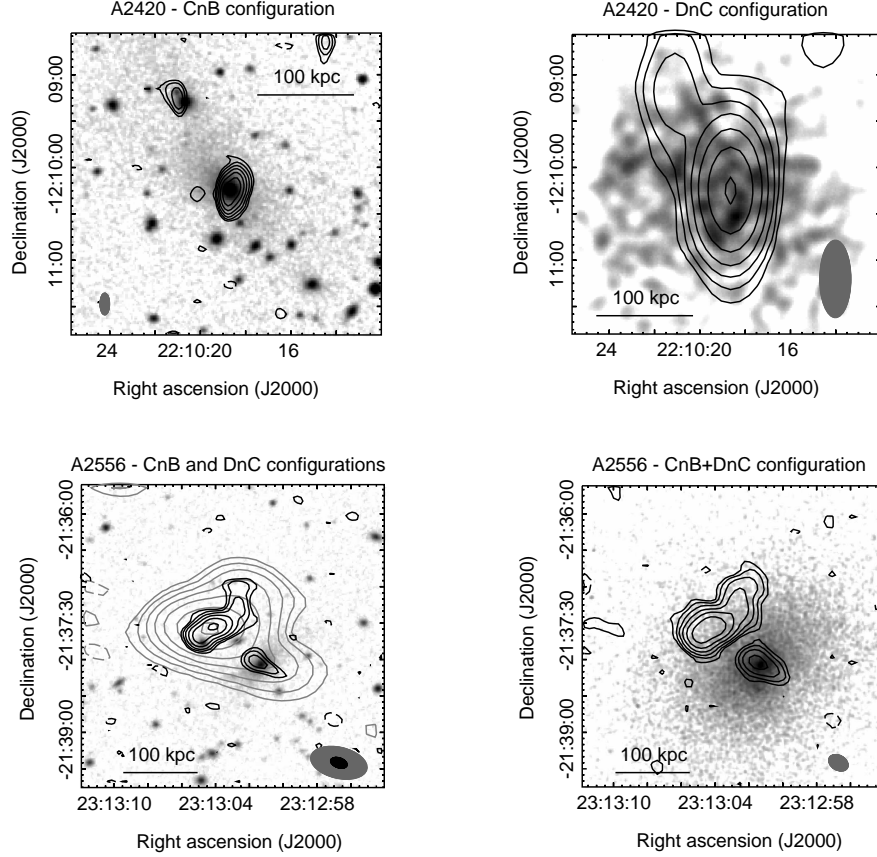 A2420 - CnB configuration
100 kpc
09:00
-12:10:00
11:00
Declination (J2000)
24
22:10:20
16
Right ascension (J2000)
A2420 - DnC configuration
100 kpc
09:00
-12:10:00
11:00
Declination (J2000)
24
22:10:20
16
Right ascension (J2000)
A2556 - CnB and DnC configurations
100 kpc
-21:36:00
-21:37:30
-21:39:00
Declination (J2000)
23:13:10
23:13:04
23:12:58
Right ascension (J2000)
A2556 - CnB+DnC configuration
100 kpc
-21:36:00
-21:37:30
-21:39:00
Declination (J2000)
23:13:10
23:13:04
23:12:58
Right ascension (J2000)